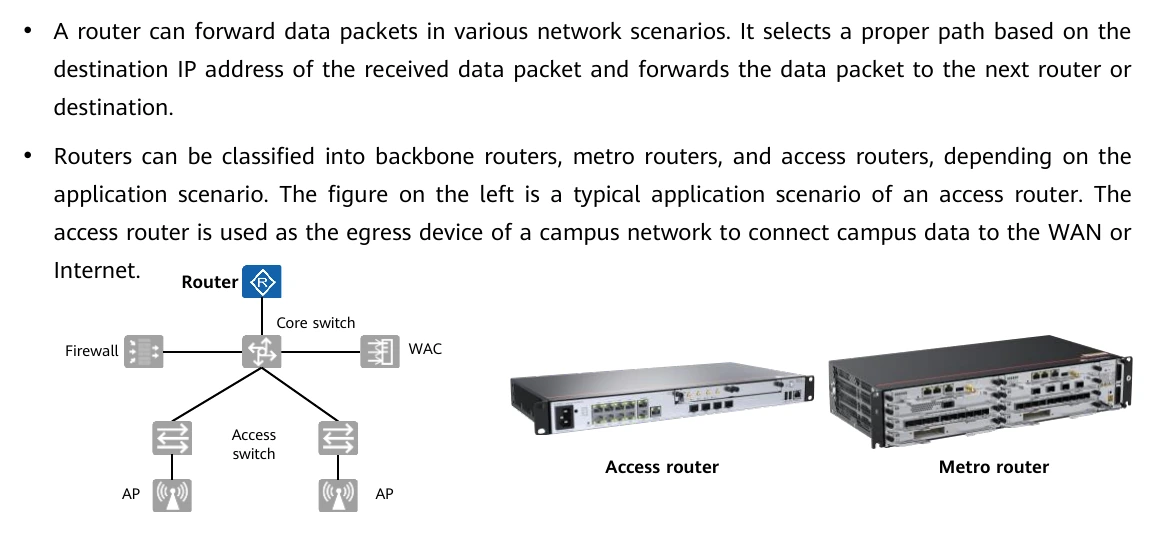 • A router can forward data packets in various network scenarios. It selects a proper path based on the
destination IP address of the received data packet and forwards the data packet to the next router or
destination.
• Routers can be classified into backbone routers, metro routers, and access routers, depending on the
application scenario. The figure on the left is a typical application scenario of an access router. The
access router is used as the egress device of a campus network to connect campus data to the WAN or
Internet.
Router
R
Core switch
Firewall
WAC
Access
switch
AP
AP
Access router
Metro router